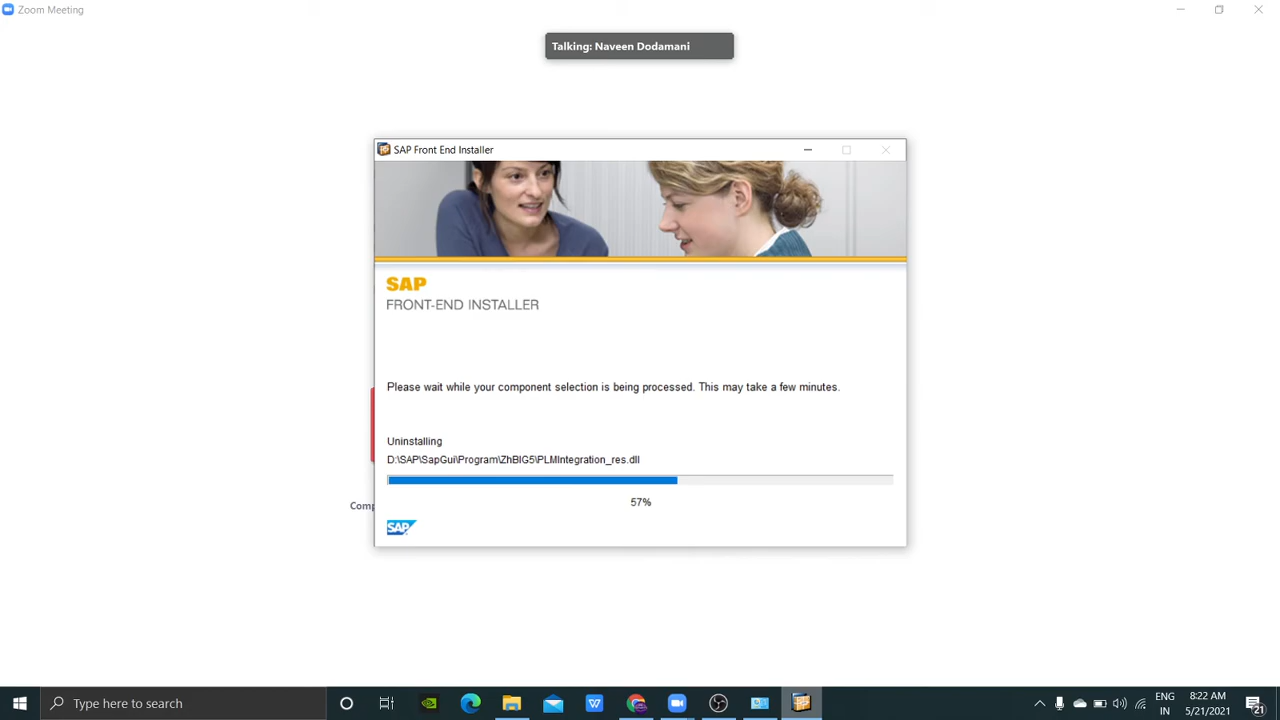 Zoom Meeting
Talking: Naveen Dodamani
SAP Front End Installer
SAP
FRONT-END INSTALLER
Please wait while your component selection is being processed. This may take a few minutes.
Uninstalling
D:\SAP\SapGui\Program\ZhBIG5\PLMIntegration_res.dll
57%
Comp
SAP
Type here to search
ENG
IN
8:22 AM
5/21/2021
21